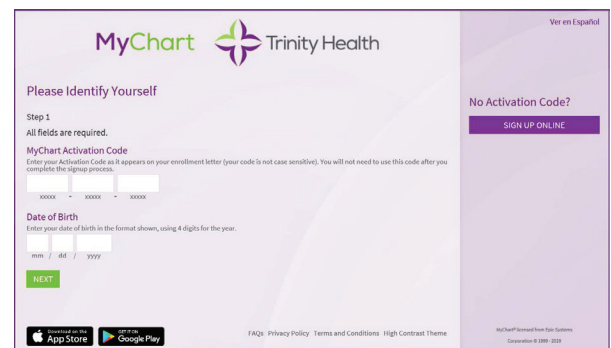 Ver en Español
MyChart Trinity Health
Please Identify Yourself
Step 1
All fields are required.
MyChart Activation Code
Enter your Activation Code as it appears on your enrollment letter (your code is not case sensitive). You will not need to use this code after you
complete the signup process.
xxxxx - xxxxx - xxxxx
Date of Birth
Enter your date of birth in the format shown, using 4 digits for the year.
mm / dd / yyyy
NEXT
No Activation Code?
SIGN UP ONLINE
Download on the
App Store
GET IT ON
Google Play
FAQs Privacy Policy Terms and Conditions High Contrast Theme
MyChart® licensed from Epic Systems
Corporation © 1999 - 2019